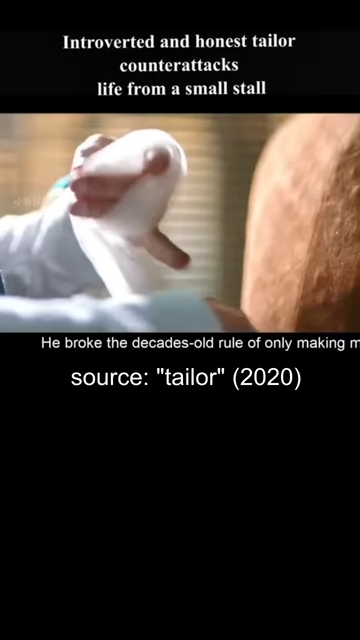 Introverted and honest tailor
counterattacks
life from a small stall
He broke the decades-old rule of only making m
source: "tailor" (2020)